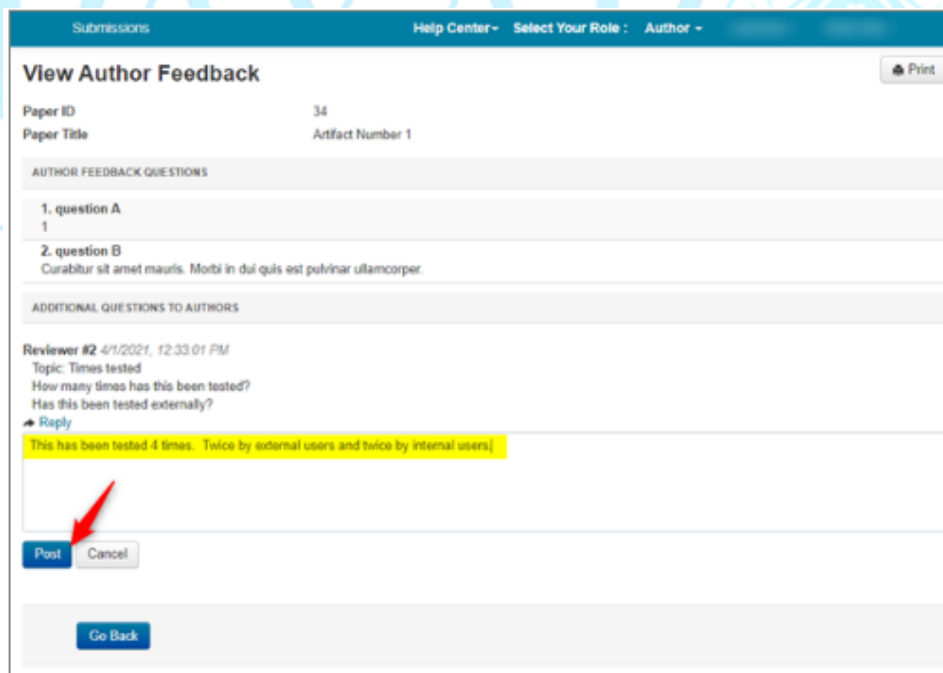 Submissions Help Center Select Your Role : Author
View Author Feedback
Print
Paper ID 34
Paper Title Artifact Number 1
AUTHOR FEEDBACK QUESTIONS
1. question A
1
2. question B
Curabitur sit amet mauris. Morbi in dui quis est pulvinar ullamcorper.
ADDITIONAL QUESTIONS TO AUTHORS
Reviewer #2 4/1/2021, 12:33:01 PM
Topic: Times tested
How many times has this been tested?
Has this been tested externally?
Reply
This has been tested 4 times. Twice by external users and twice by internal users.
Post Cancel
Go Back